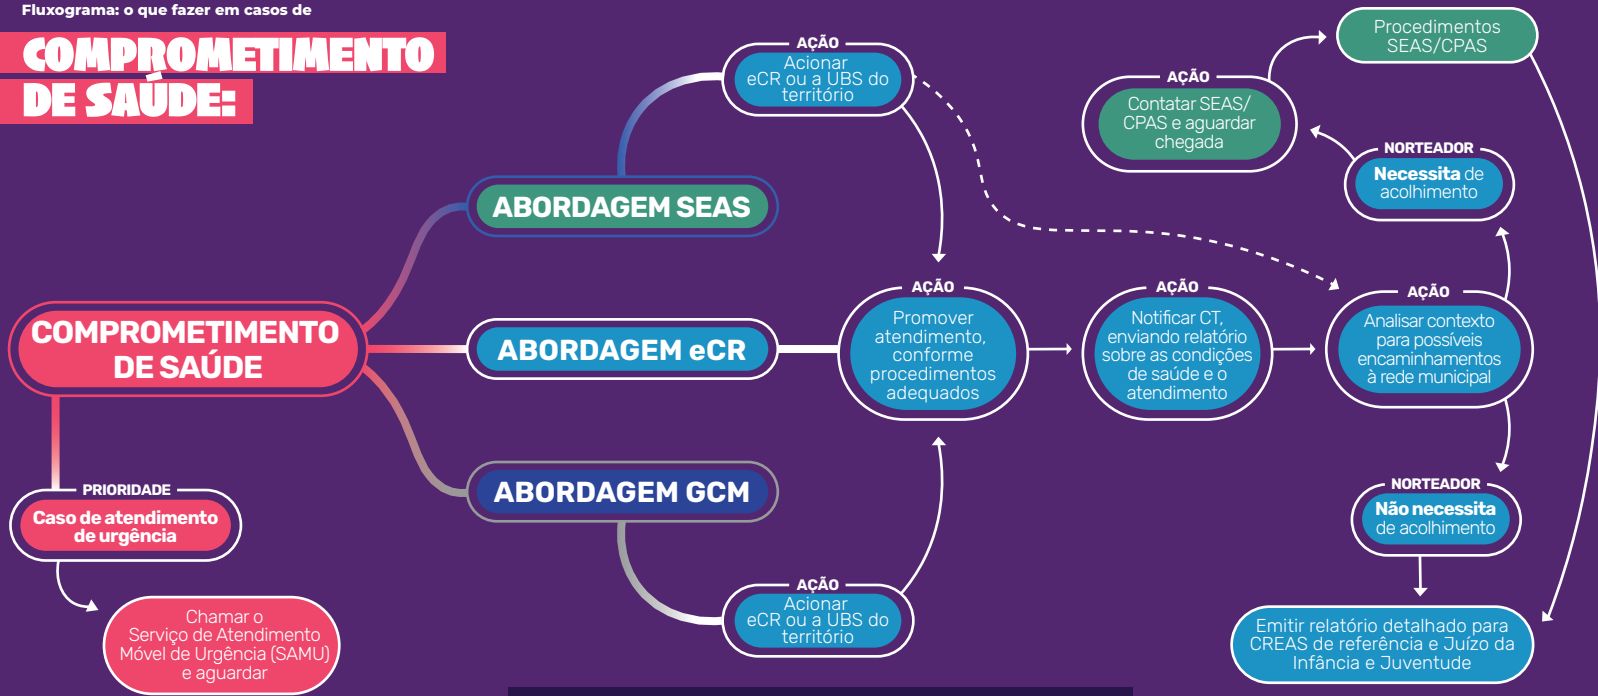 Fluxograma: o que fazer em casos de
COMPROMETIMENTO
DE SAÚDE:
COMPROMETIMENTO
DE SAÚDE
PRIORIDADE
Caso de atendimento
de urgência
Chamar o
Serviço de Atendimento
Móvel de Urgência (SAMU)
e aguardar
ABORDAGEM SEAS
AÇÃO
Acionar
eCR ou a UBS do
território
ABORDAGEM eCR
ABORDAGEM GCM
AÇÃO
Acionar
eCR ou a UBS do
território
AÇÃO
Promover
atendimento,
conforme
procedimentos
adequados
AÇÃO
Notificar CT,
enviando relatório
sobre as condições
de saúde e o
atendimento
AÇÃO
Analisar contexto
para possíveis
encaminhamentos
à rede municipal
NORTEADOR
Necessita de
acolhimento
AÇÃO
Contatar SEAS/
CPAS e aguardar
chegada
Procedimentos
SEAS/CPAS
NORTEADOR
Não necessita
de acolhimento
Emitir relatório detalhado para
CREAS de referência e Juízo da
Infância e Juventude